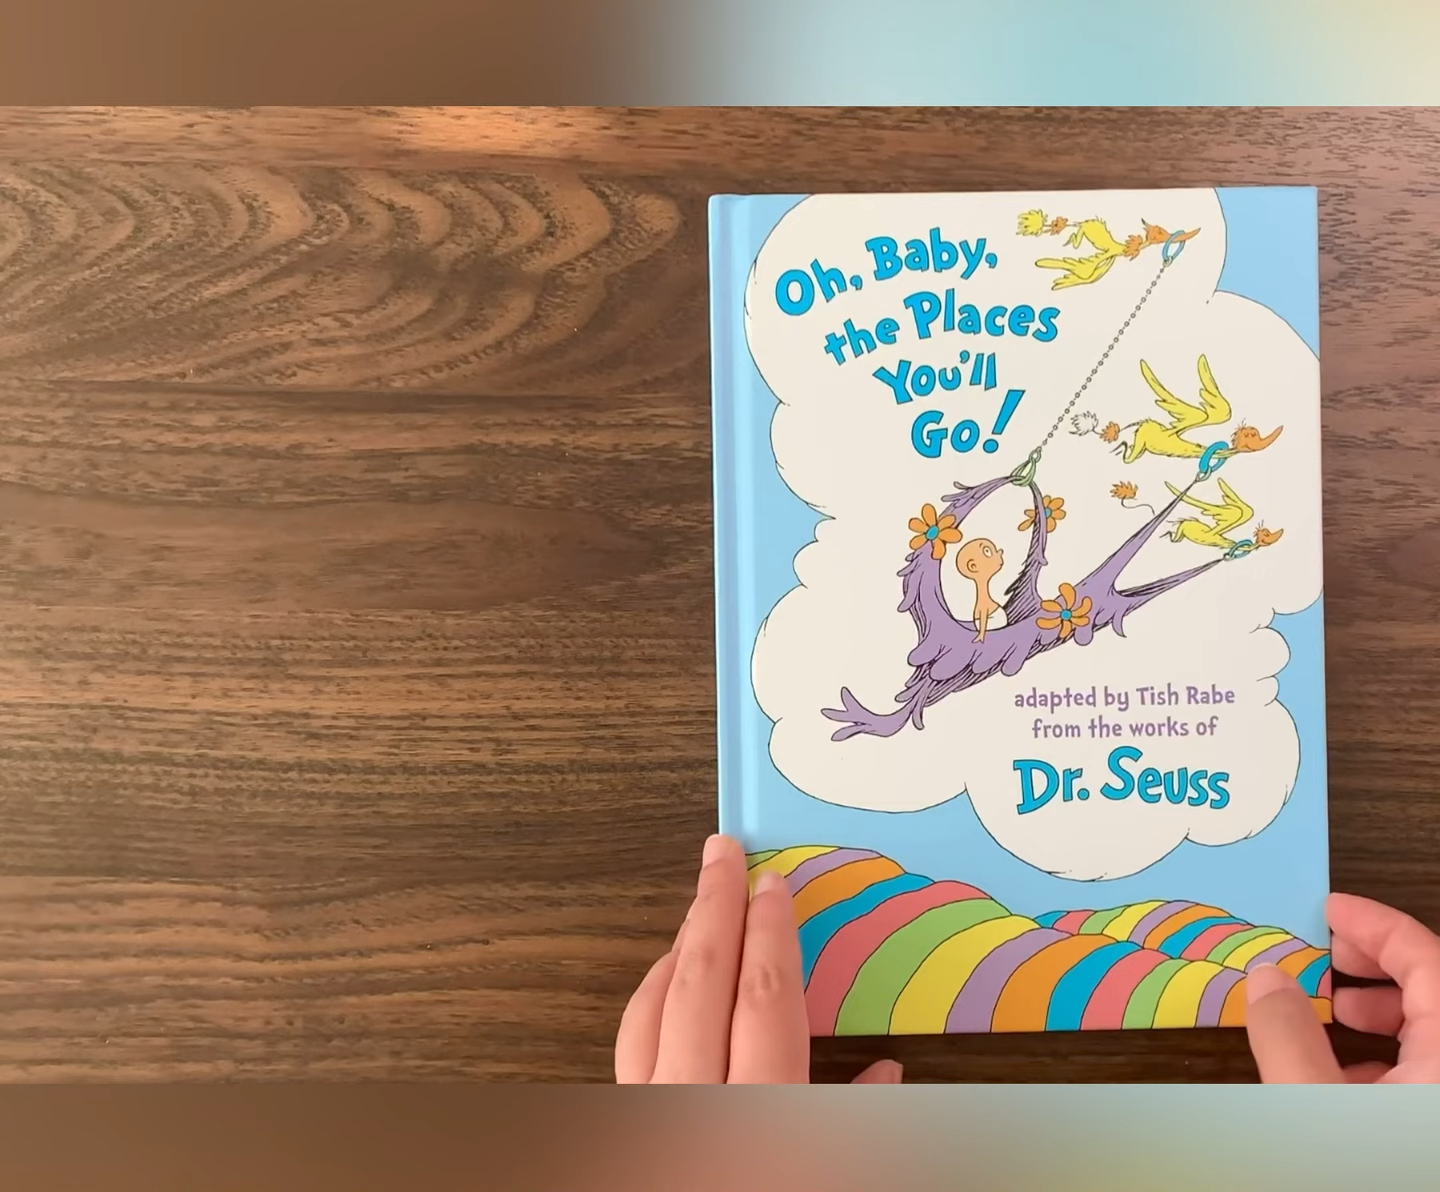 Oh, Baby,
the Places
You'll
Go!
adapted by Tish Rabe
from the works of
Dr. Seuss